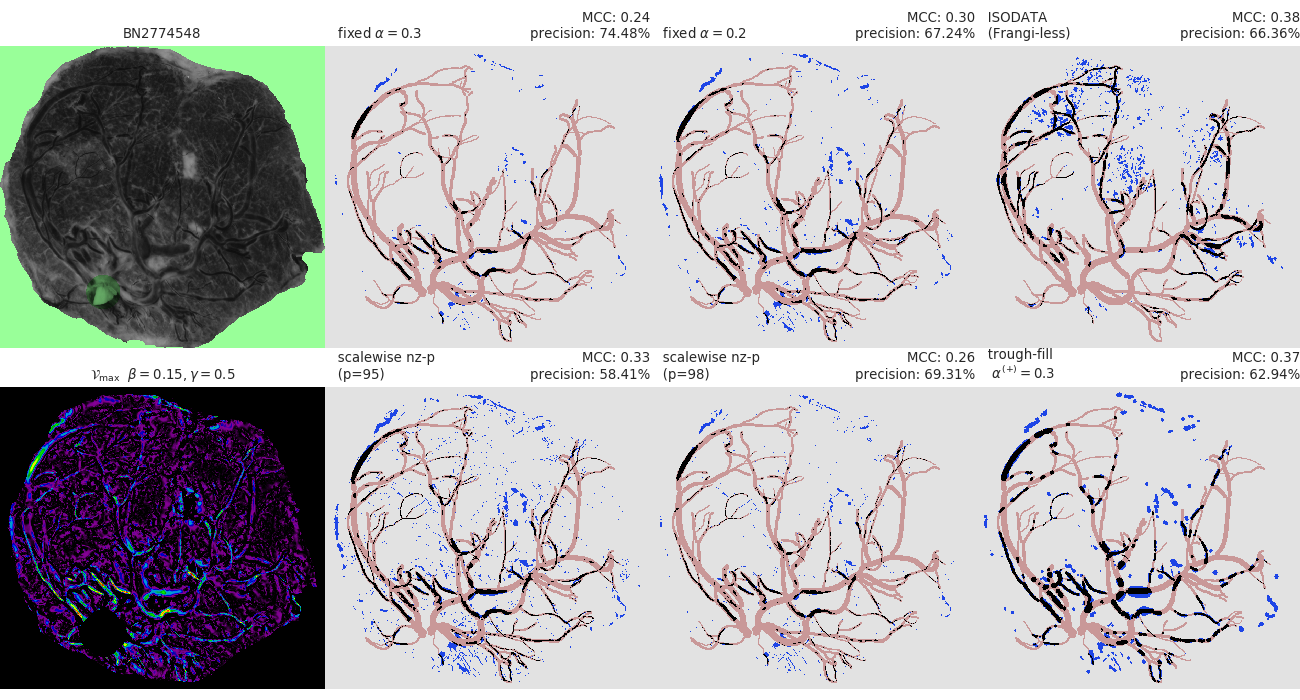 BN2774548
fixed α = 0.3
MCC: 0.24
precision: 74.48%
fixed α = 0.2
MCC: 0.30
precision: 67.24%
ISODATA
(Frangi-less)
MCC: 0.38
precision: 66.36%
𝒱max β = 0.15, γ = 0.5
scalewise nz-p
(p=95)
MCC: 0.33
precision: 58.41%
scalewise nz-p
(p=98)
MCC: 0.26
precision: 69.31%
trough-fill
α(+) = 0.3
MCC: 0.37
precision: 62.94%